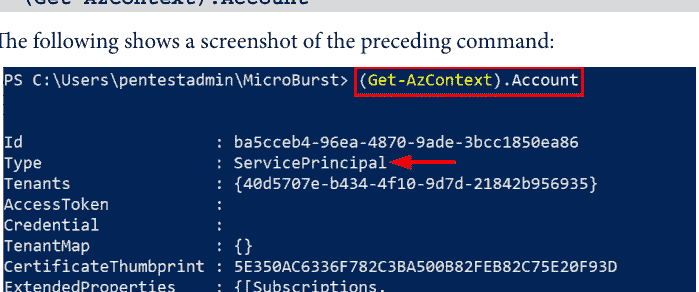 (Get-AzContext).Account
The following shows a screenshot of the preceding command:
PS C:\Users\pentestadmin\MicroBurst> (Get-AzContext).Account
Id : ba5cceb4-96ea-4870-9ade-3bcc1850ea86
Type : ServicePrincipal
Tenants : {40d5707e-b434-4f10-9d7d-21842b956935}
AccessToken :
Credential :
TenantMap : {}
CertificateThumbprint : 5E350AC6336F782C3BA500B82FEB82C75E20F93D
ExtendedProperties : {[Subscriptions,